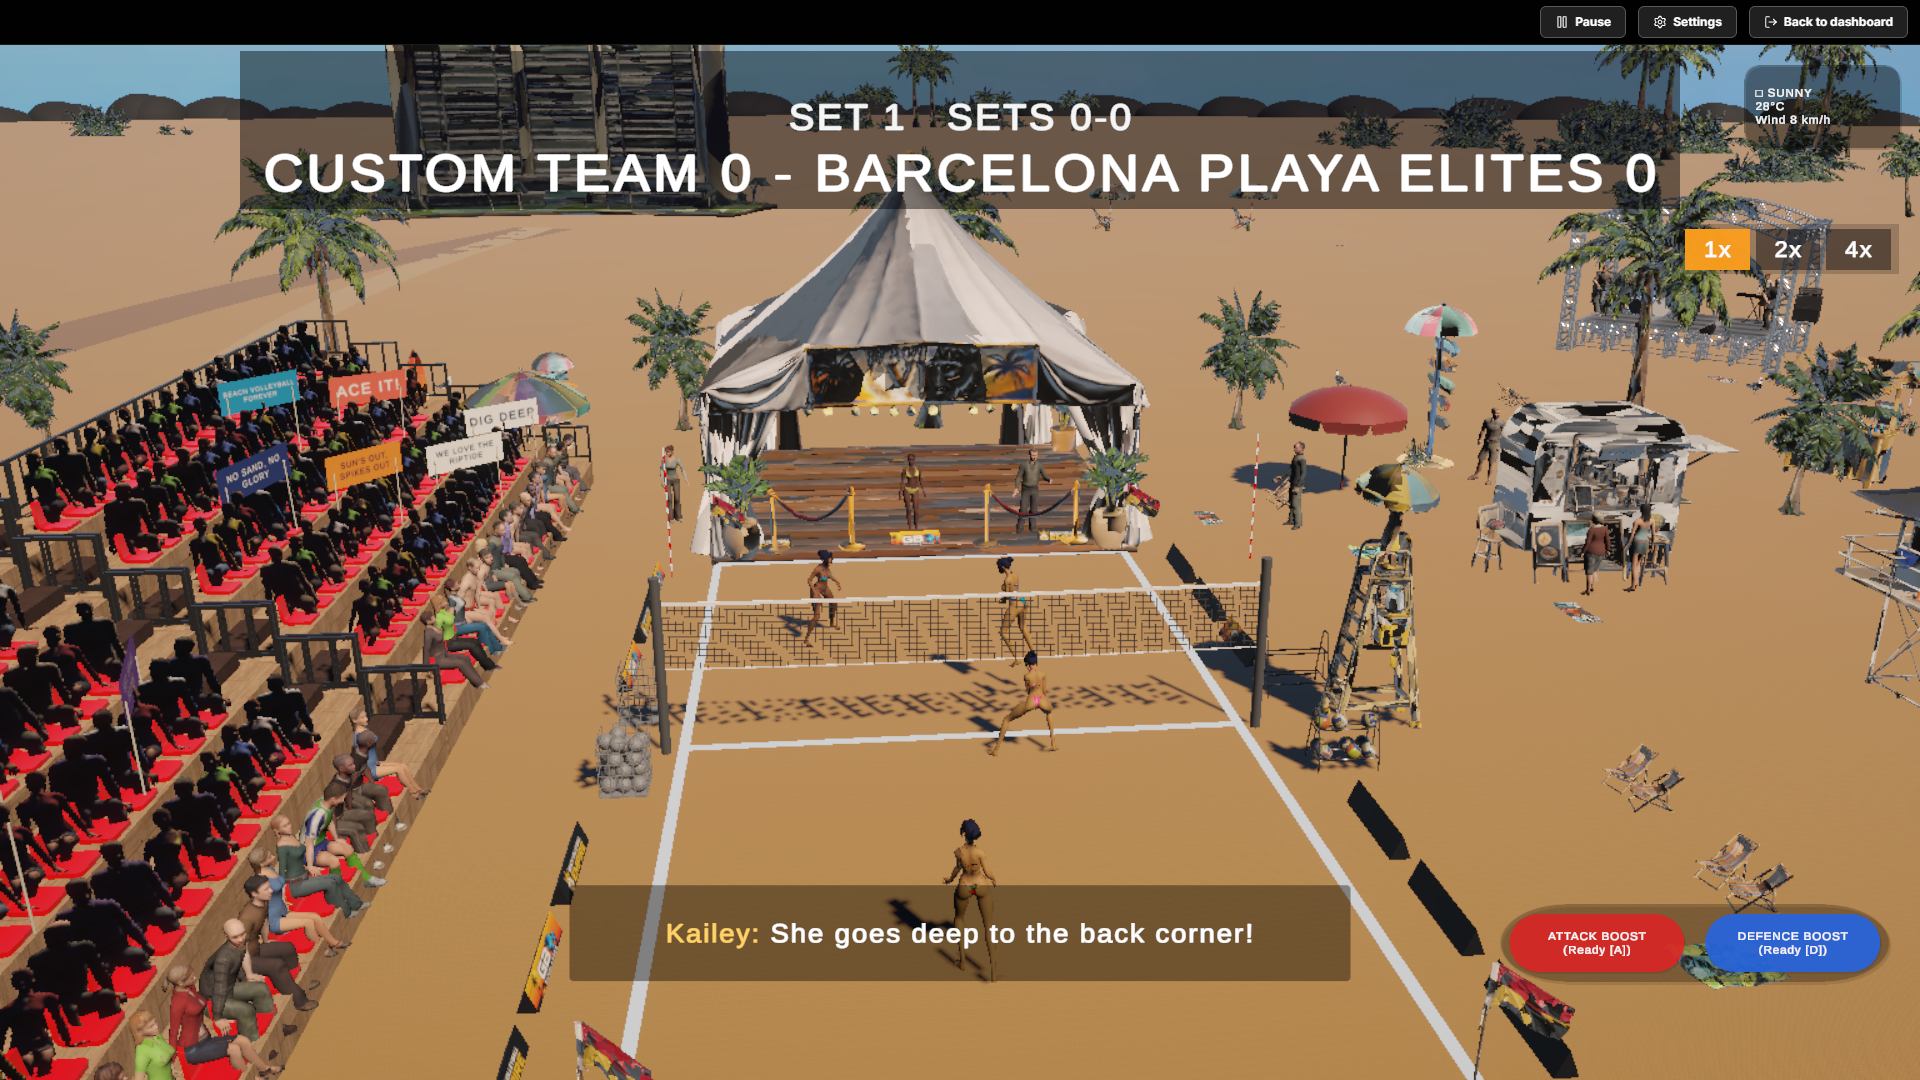 Pause
Settings
Back to dashboard
SET 1 SETS 0-0
CUSTOM TEAM 0 - BARCELONA PLAYA ELITES 0
SUNNY
28°C
Wind 8 km/h
1x
2x
4x
BEACH VOLLEYBALL
FOREVER
ACE IT!
DIG DEEP
NO SAND, NO
GLORY
SUN'S OUT,
SPIKES OUT
WE LOVE THE
RIPTIDE
Kailey: She goes deep to the back corner!
ATTACK BOOST
(Ready [A])
DEFENCE BOOST
(Ready [D])